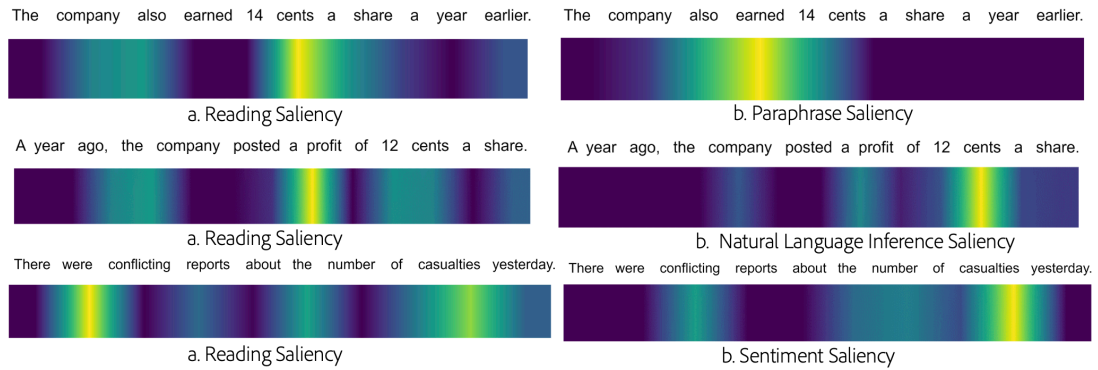 The company also earned 14 cents a share a year earlier.
The company also earned 14 cents a share a year earlier.
a. Reading Saliency
b. Paraphrase Saliency
A year ago, the company posted a profit of 12 cents a share.
A year ago, the company posted a profit of 12 cents a share.
a. Reading Saliency
b. Natural Language Inference Saliency
There were conflicting reports about the number of casualties yesterday.
There were conflicting reports about the number of casualties yesterday.
a. Reading Saliency
b. Sentiment Saliency